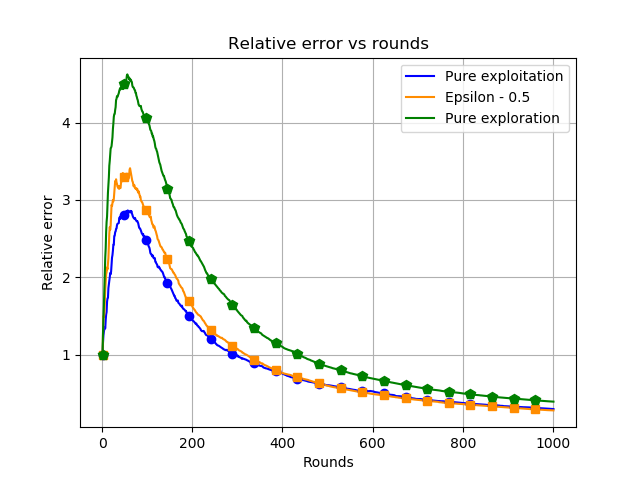 Relative error vs rounds
Pure exploitation
Epsilon - 0.5
Pure exploration
Relative error
4
3
2
1
0
200
400
600
800
1000
Rounds